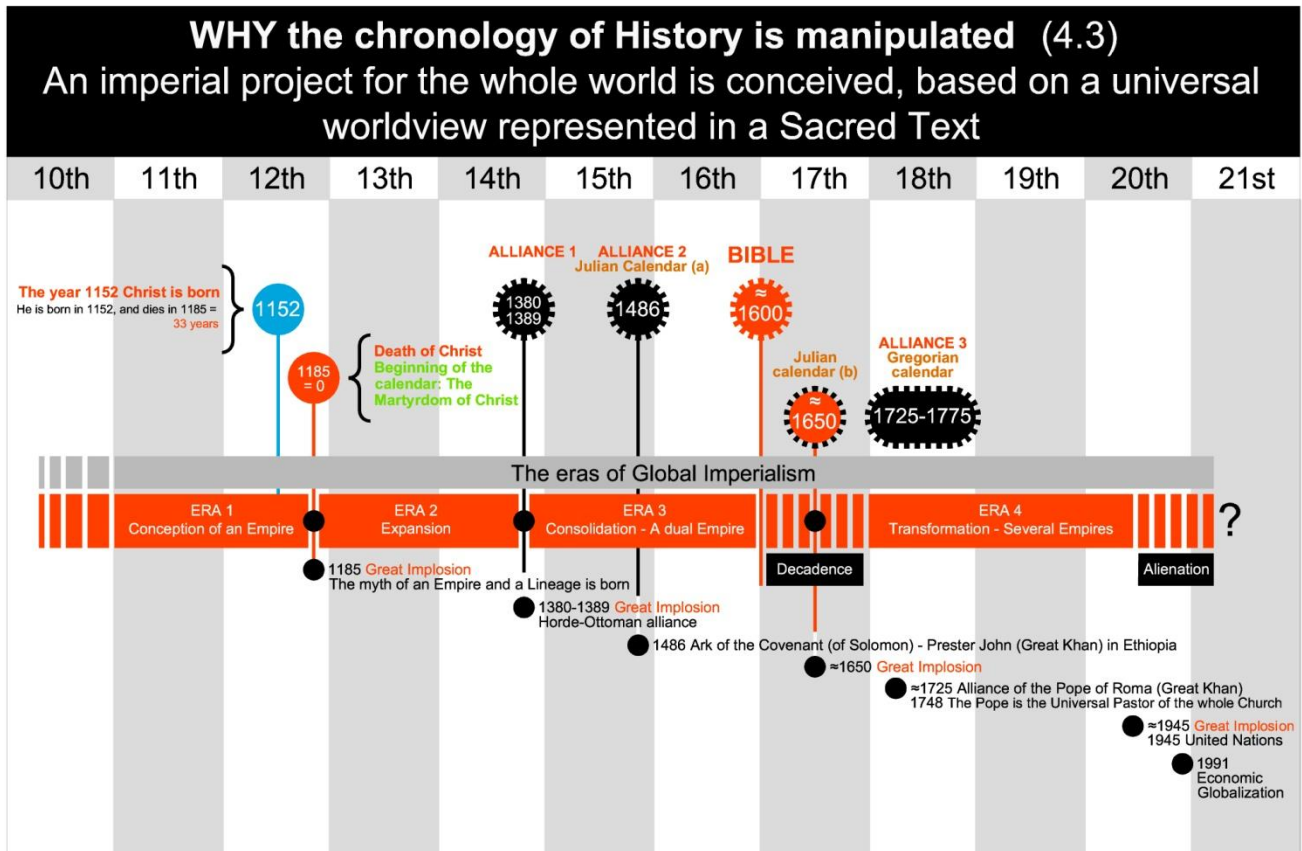 WHY the chronology of History is manipulated (4.3)
An imperial project for the whole world is conceived, based on a universal
worldview represented in a Sacred Text
10th 11th 12th 13th 14th 15th 16th 17th 18th 19th 20th 21st
The year 1152 Christ is born
He is born in 1152, and dies in 1185 =
33 years
1152
1185
= 0
Death of Christ
Beginning of the
calendar: The
Martyrdom of Christ
ALLIANCE 1
1380
1389
ALLIANCE 2
Julian Calendar (a)
1486
BIBLE
≈
1600
Julian
calendar (b)
≈
1650
ALLIANCE 3
Gregorian
calendar
1725-1775
The eras of Global Imperialism
ERA 1
Conception of an Empire
ERA 2
Expansion
ERA 3
Consolidation - A dual Empire
ERA 4
Transformation - Several Empires
?
Decadence
Alienation
1185 Great Implosion
The myth of an Empire and a Lineage is born
1380-1389 Great Implosion
Horde-Ottoman alliance
1486 Ark of the Covenant (of Solomon) - Prester John (Great Khan) in Ethiopia
≈1650 Great Implosion
≈1725 Alliance of the Pope of Roma (Great Khan)
1748 The Pope is the Universal Pastor of the whole Church
≈1945 Great Implosion
1945 United Nations
1991
Economic
Globalization